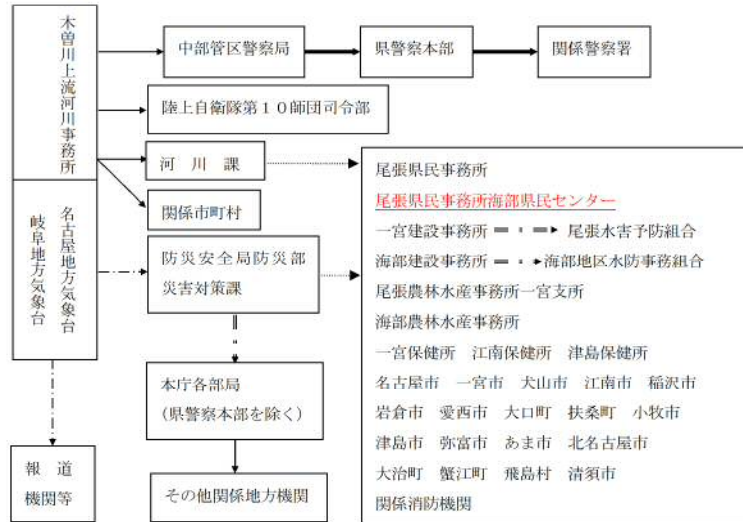 木曽川上流河川事務所
中部管区警察局
県警察本部
関係警察署
陸上自衛隊第１０師団司令部
河川課
関係市町村
名古屋地方気象台
岐阜地方気象台
防災安全局防災部
災害対策課
本庁各部局
（県警察本部を除く）
その他関係地方機関
報道
機関等
尾張県民事務所
尾張県民事務所海部県民センター
一宮建設事務所 尾張水害予防組合
海部建設事務所 海部地区水防事務組合
尾張農林水産事務所一宮支所
海部農林水産事務所
一宮保健所 江南保健所 津島保健所
名古屋市 一宮市 犬山市 江南市 稲沢市
岩倉市 愛西市 大口町 扶桑町 小牧市
津島市 弥富市 あま市 北名古屋市
大治町 蟹江町 飛島村 清須市
関係消防機関